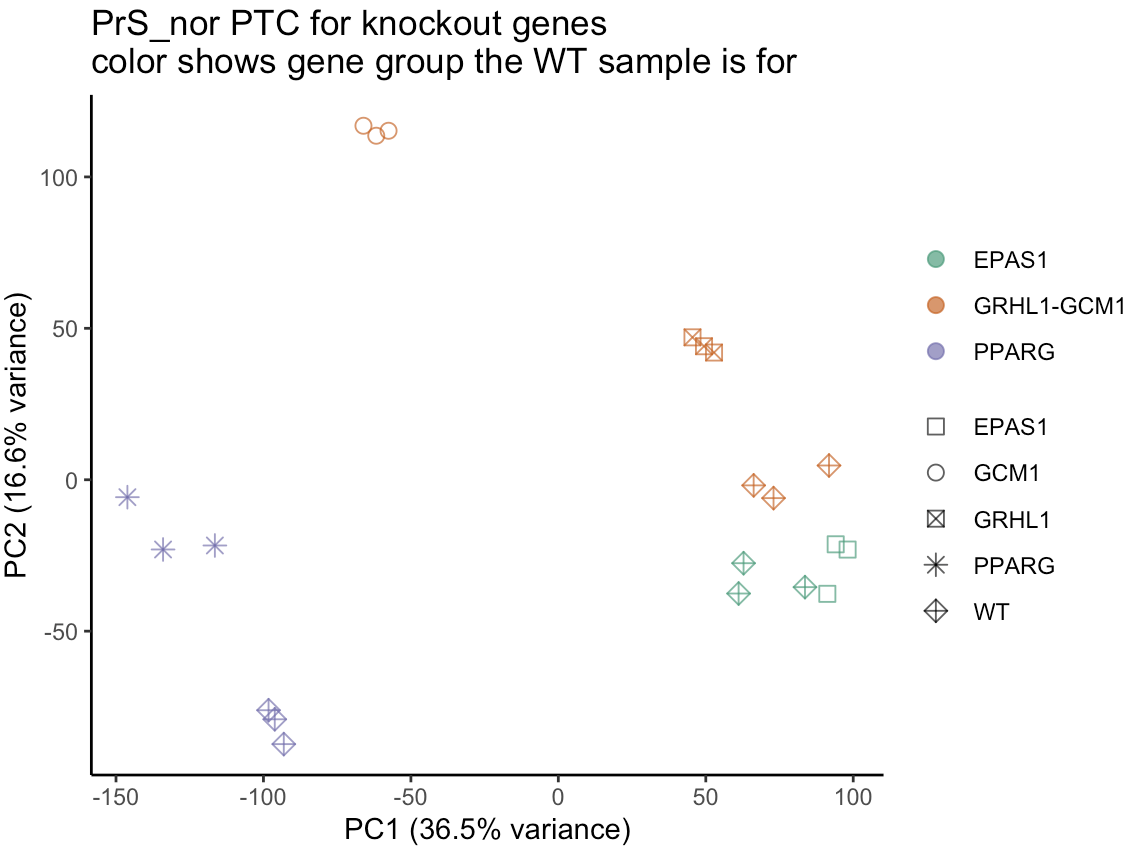 PrS_nor PTC for knockout genes
color shows gene group the WT sample is for
100
50
0
-50
PC2 (16.6% variance)
-150
-100
-50
0
50
100
PC1 (36.5% variance)
EPAS1
GRHL1-GCM1
PPARG
EPAS1
GCM1
GRHL1
PPARG
WT